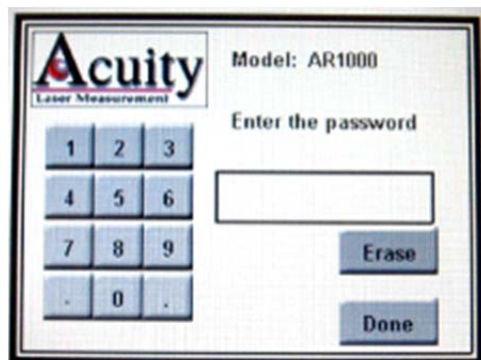 Acuity
Laser Measurement
Model: AR1000
Enter the password
1 2 3
4 5 6
7 8 9
- 0 .
Erase
Done